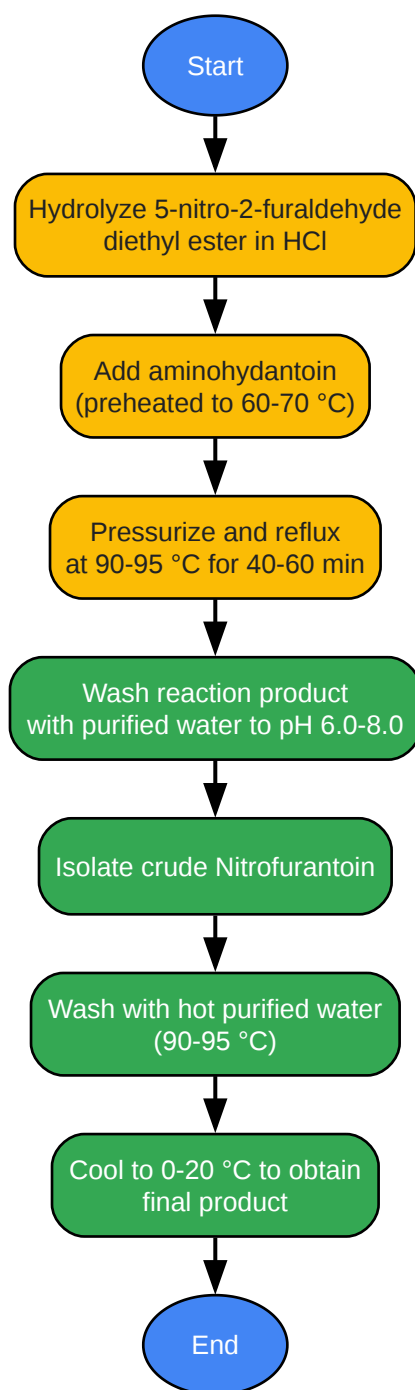 Start
Hydrolyze 5-nitro-2-furaldehyde
diethyl ester in HCl
Add aminohydantoin
(preheated to 60-70 °C)
Pressurize and reflux
at 90-95 °C for 40-60 min
Wash reaction product
with purified water to pH 6.0-8.0
Isolate crude Nitrofurantoin
Wash with hot purified water
(90-95 °C)
Cool to 0-20 °C to obtain
final product
End